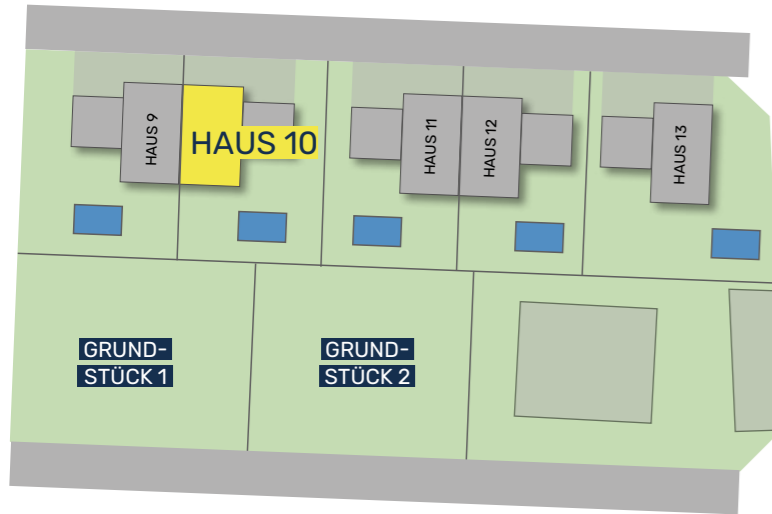 HAUS 9
HAUS 10
HAUS 11
HAUS 12
HAUS 13
GRUND-
STÜCK 1
GRUND-
STÜCK 2